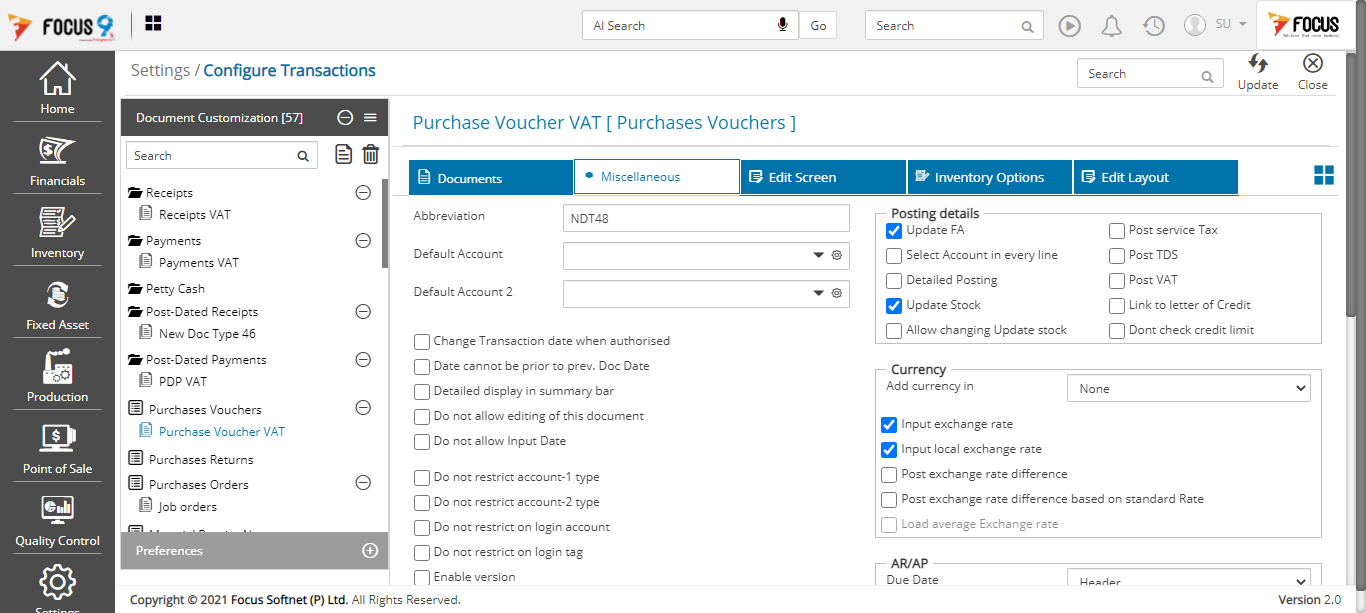 FOCUS 9
AI Search
Go
Search
SU
FOCUS
Home
Financials
Inventory
Fixed Asset
Production
Point of Sale
Quality Control
Settings
Settings / Configure Transactions
Search
Update
Close
Document Customization [57]
Search
Receipts
Receipts VAT
Payments
Payments VAT
Petty Cash
Post-Dated Receipts
New Doc Type 46
Post-Dated Payments
PDP VAT
Purchases Vouchers
Purchase Voucher VAT
Purchases Returns
Purchases Orders
Job orders
Preferences
Purchase Voucher VAT [ Purchases Vouchers ]
Documents
Miscellaneous
Edit Screen
Inventory Options
Edit Layout
Abbreviation
NDT48
Default Account
Default Account 2
Change Transaction date when authorised
Date cannot be prior to prev. Doc Date
Detailed display in summary bar
Do not allow editing of this document
Do not allow Input Date
Do not restrict account-1 type
Do not restrict account-2 type
Do not restrict on login account
Do not restrict on login tag
Enable version
Posting details
Update FA
Post service Tax
Select Account in every line
Post TDS
Detailed Posting
Post VAT
Update Stock
Link to letter of Credit
Allow changing Update stock
Dont check credit limit
Currency
Add currency in
None
Input exchange rate
Input local exchange rate
Post exchange rate difference
Post exchange rate difference based on standard Rate
Load average Exchange rate
AR/AP
Due Date
Header
Copyright © 2021 Focus Softnet (P) Ltd. All Rights Reserved.
Version 2.0